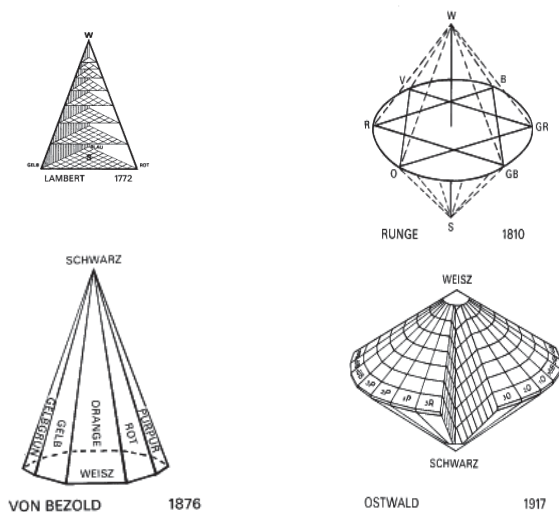 W
BLAU
S
GELB
ROT
LAMBERT 1772
W
V
B
R
GR
O
GB
S
RUNGE 1810
SCHWARZ
GELBGRÜN
GELB
ORANGE
ROT
PURPUR
WEISZ
VON BEZOLD 1876
WEISZ
SCHWARZ
OSTWALD 1917